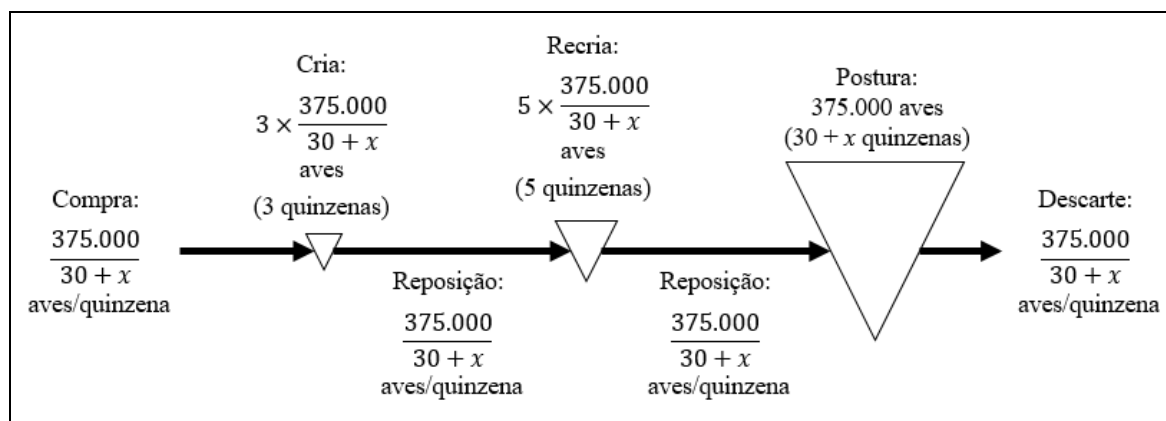 Compra:
375.000
30 + x
aves/quinzena
Cria:
3 × 375.000
30 + x
aves
(3 quinzenas)
Reposição:
375.000
30 + x
aves/quinzena
Recria:
5 × 375.000
30 + x
aves
(5 quinzenas)
Reposição:
375.000
30 + x
aves/quinzena
Postura:
375.000 aves
(30 + x quinzenas)
Descarte:
375.000
30 + x
aves/quinzena